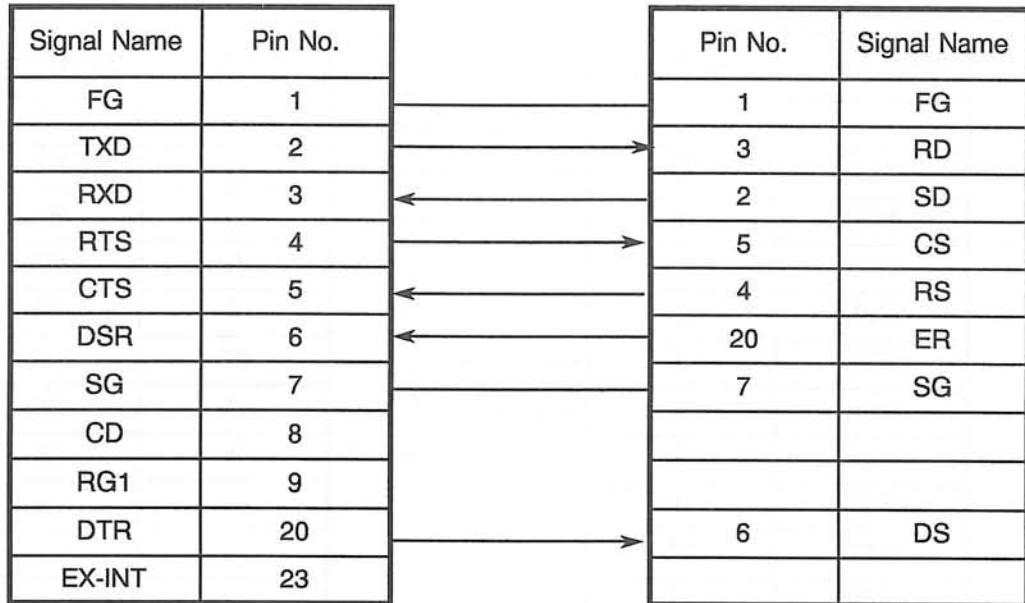 Signal Name Pin No. Pin No. Signal Name
FG 1 1 FG
TXD 2 3 RD
RXD 3 2 SD
RTS 4 5 CS
CTS 5 4 RS
DSR 6 20 ER
SG 7 7 SG
CD 8
RG1 9
DTR 20 6 DS
EX-INT 23